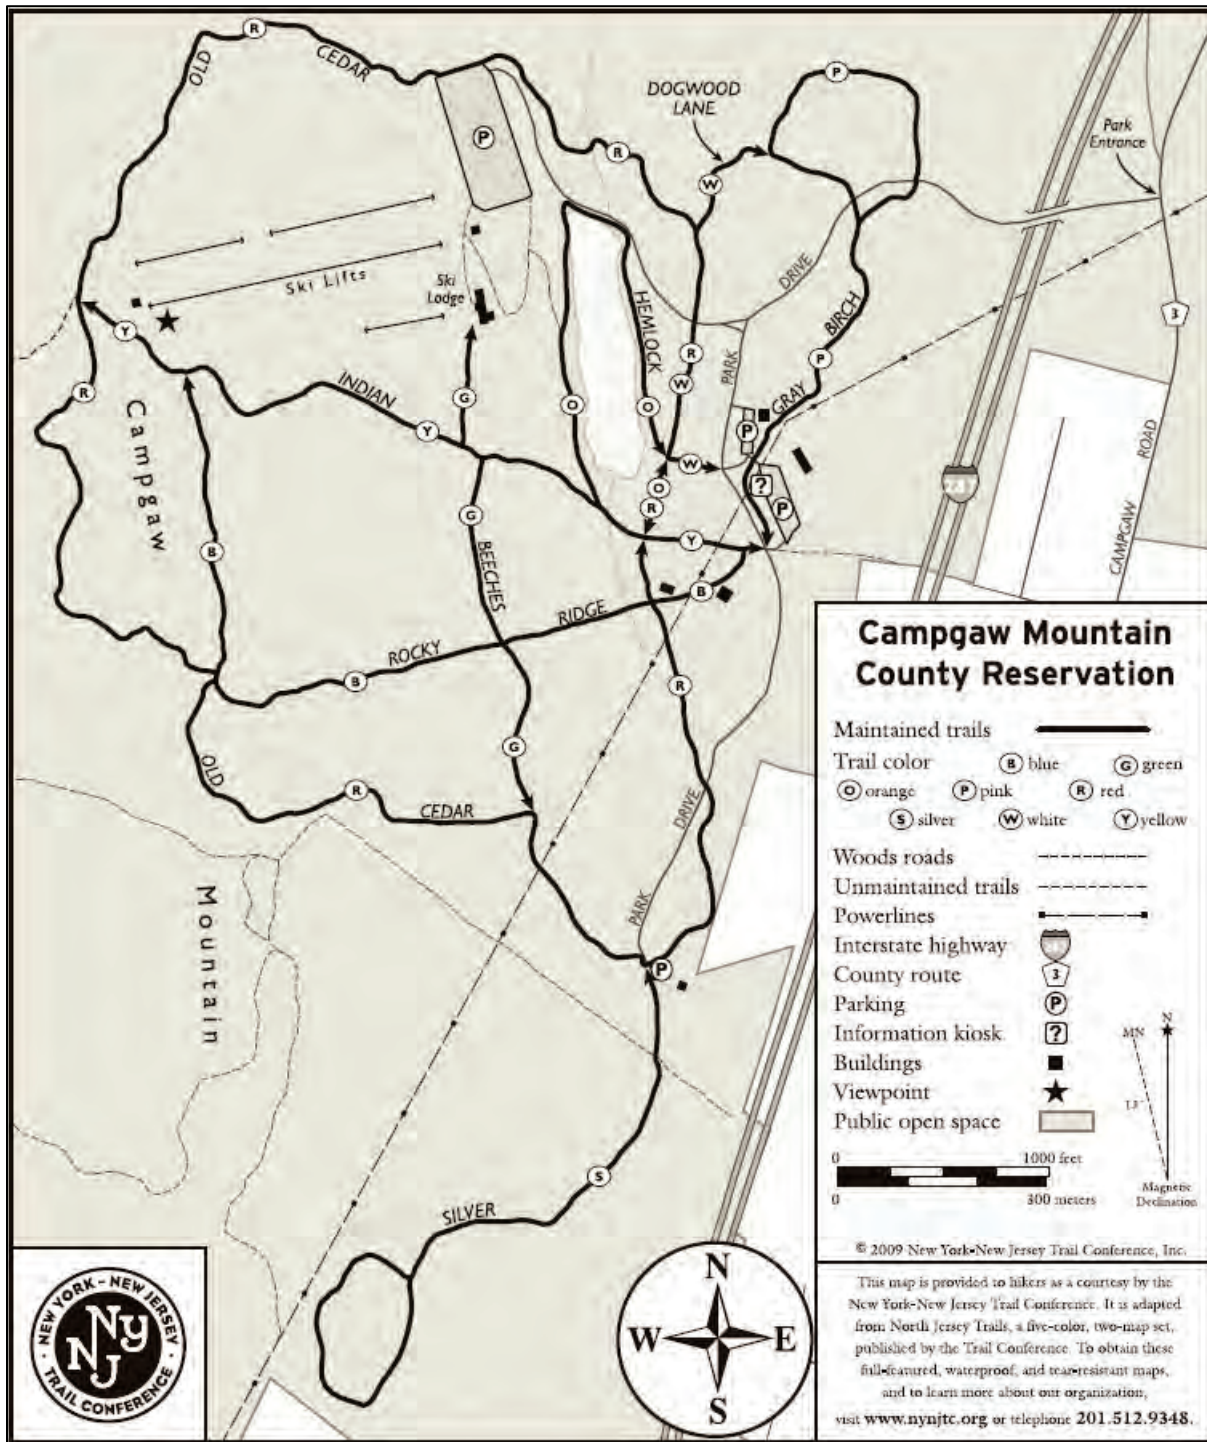 OLD
R
CEDAR
P
DOGWOOD
LANE
P
Park
Entrance
R
W
DRIVE
Ski Lifts
Ski
Lodge
HEMLOCK
BIRCH
3
Y
R
PARK
P
R
INDIAN
W
G
GRAY
O
O
Y
P
Campgaw
W
ROAD
O
?
287
R
P
G
B
Y
BEECHES
CAMPGAW
B
RIDGE
ROCKY
B
R
OLD
G
R
CEDAR
DRIVE
PARK
P
Mountain
S
SILVER
Campgaw Mountain
County Reservation
Maintained trails
Trail color B blue G green
O orange P pink R red
S silver W white Y yellow
Woods roads
Unmaintained trails
Powerlines
Interstate highway
County route 3
Parking P
Information kiosk ?
Buildings
Viewpoint
Public open space
N
MN
13°
Magnetic
Declination
0 1000 feet
0 300 meters
© 2009 New York-New Jersey Trail Conference, Inc.
This map is provided to hikers as a courtesy by the
New York-New Jersey Trail Conference. It is adapted
from North Jersey Trails, a five-color, two-map set,
published by the Trail Conference. To obtain these
full-featured, waterproof, and tear-resistant maps,
and to learn more about our organization,
visit www.nynjtc.org or telephone 201.512.9348.
N
W E
S
NEW YORK - NEW JERSEY
NY
NJ
TRAIL CONFERENCE